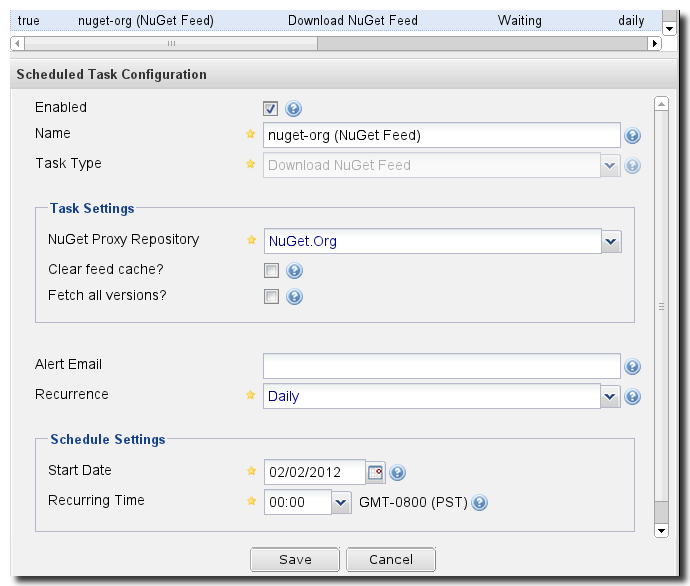 true nuget-org (NuGet Feed) Download NuGet Feed Waiting daily
Scheduled Task Configuration
Enabled
Name nuget-org (NuGet Feed)
Task Type Download NuGet Feed
Task Settings
NuGet Proxy Repository NuGet.Org
Clear feed cache?
Fetch all versions?
Alert Email
Recurrence Daily
Schedule Settings
Start Date 02/02/2012
Recurring Time 00:00 GMT-0800 (PST)
Save Cancel